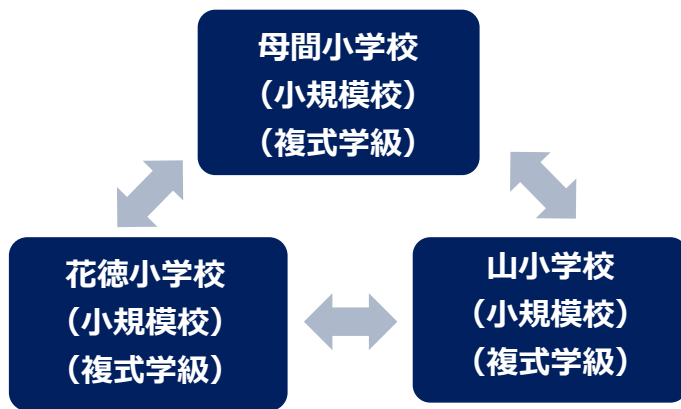 母間小学校
（小規模校）
（複式学級）
花徳小学校
（小規模校）
（複式学級）
山小学校
（小規模校）
（複式学級）